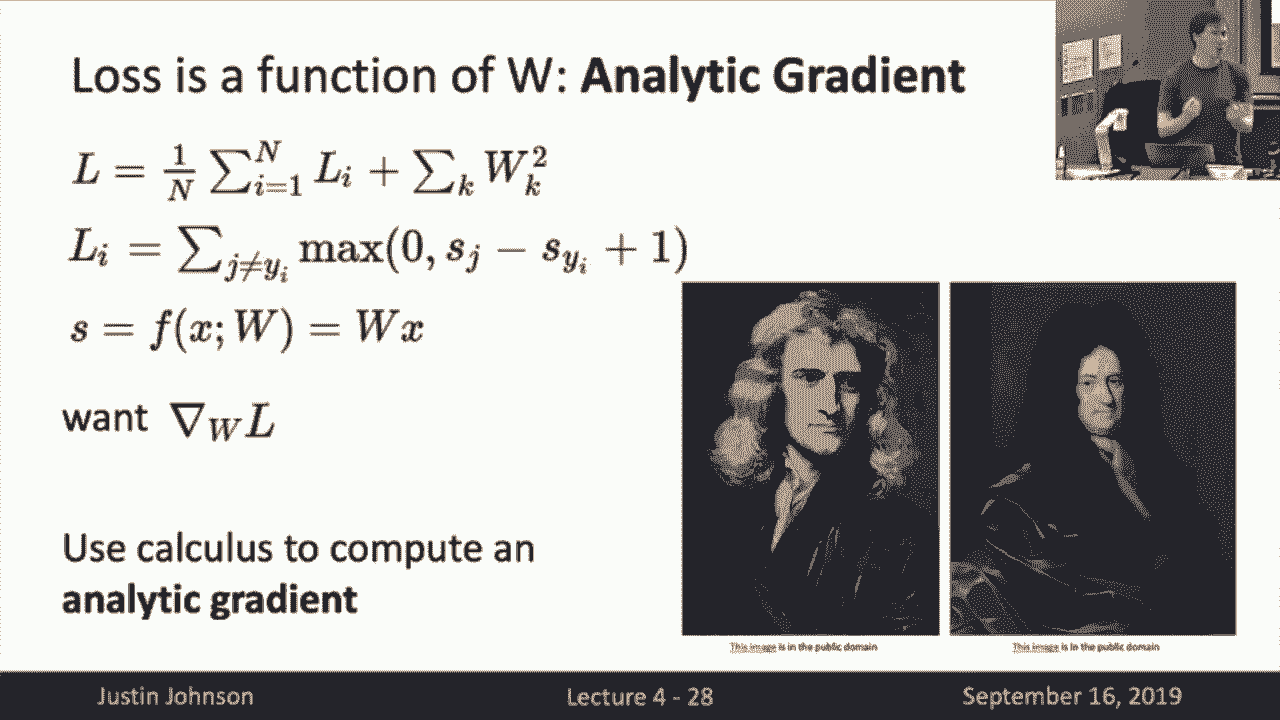 Loss is a function of W: Analytic Gradient
L = \frac{1}{N} \sum_{i=1}^{N} L_i + \sum_k W_k^2
L_i = \sum_{j \neq y_i} \max(0, s_j - s_{y_i} + 1)
s = f(x; W) = Wx
want \nabla_W L
Use calculus to compute an
analytic gradient
This image is in the public domain
This image is in the public domain
Justin Johnson
Lecture 4 - 28
September 16, 2019